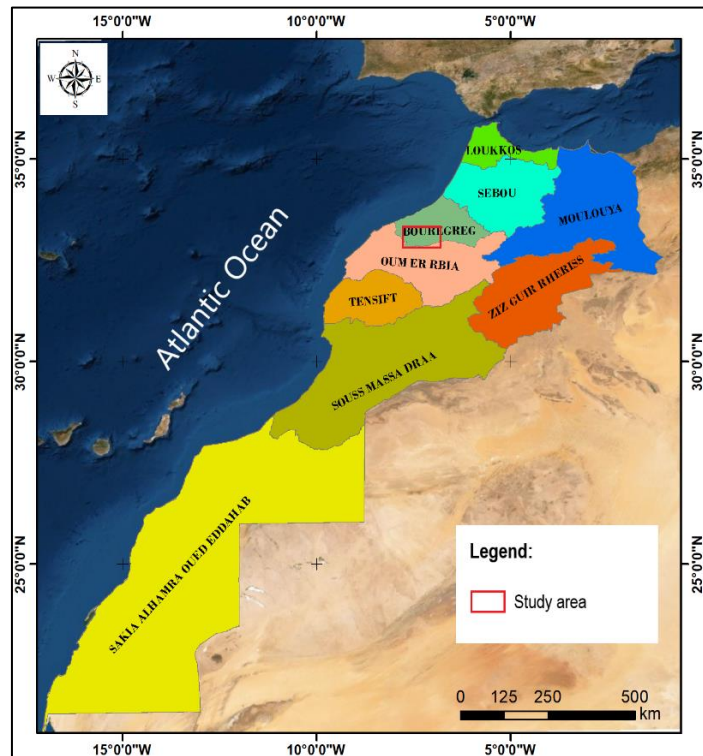 15°0'0"W
10°0'0"W
5°0'0"W
N
W E
S
35°0'0"N
35°0'0"N
LOUKKOS
SEBOU
MOULOUYA
BOUREGREG
OUM ER RBIA
ZIZ GUIR RHERISS
TENSIFT
Atlantic Ocean
30°0'0"N
30°0'0"N
SOUSS MASSA DRAA
SAKIA ALHAMRA OUED EDDAHAB
25°0'0"N
25°0'0"N
Legend:
Study area
0 125 250 500
km
15°0'0"W
10°0'0"W
5°0'0"W